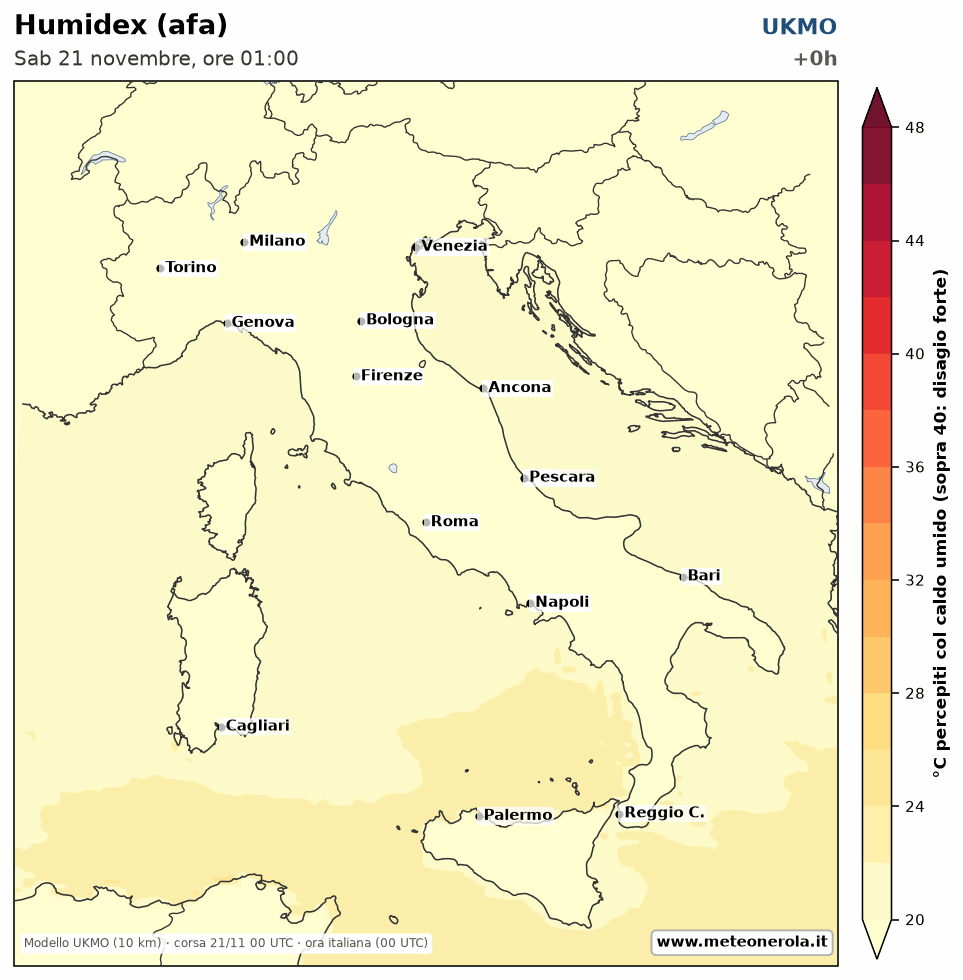 Humidex (afa)
UKMO
Sab 21 novembre, ore 01:00
+0h
Milano
Venezia
Torino
Genova
Bologna
Firenze
Ancona
Pescara
Roma
Bari
Napoli
Cagliari
Palermo
Reggio C.
48
44
40
36
32
28
24
20
°C percepiti col caldo umido (sopra 40: disagio forte)
Modello UKMO (10 km) · corsa 21/11 00 UTC · ora italiana (00 UTC)
www.meteonerola.it